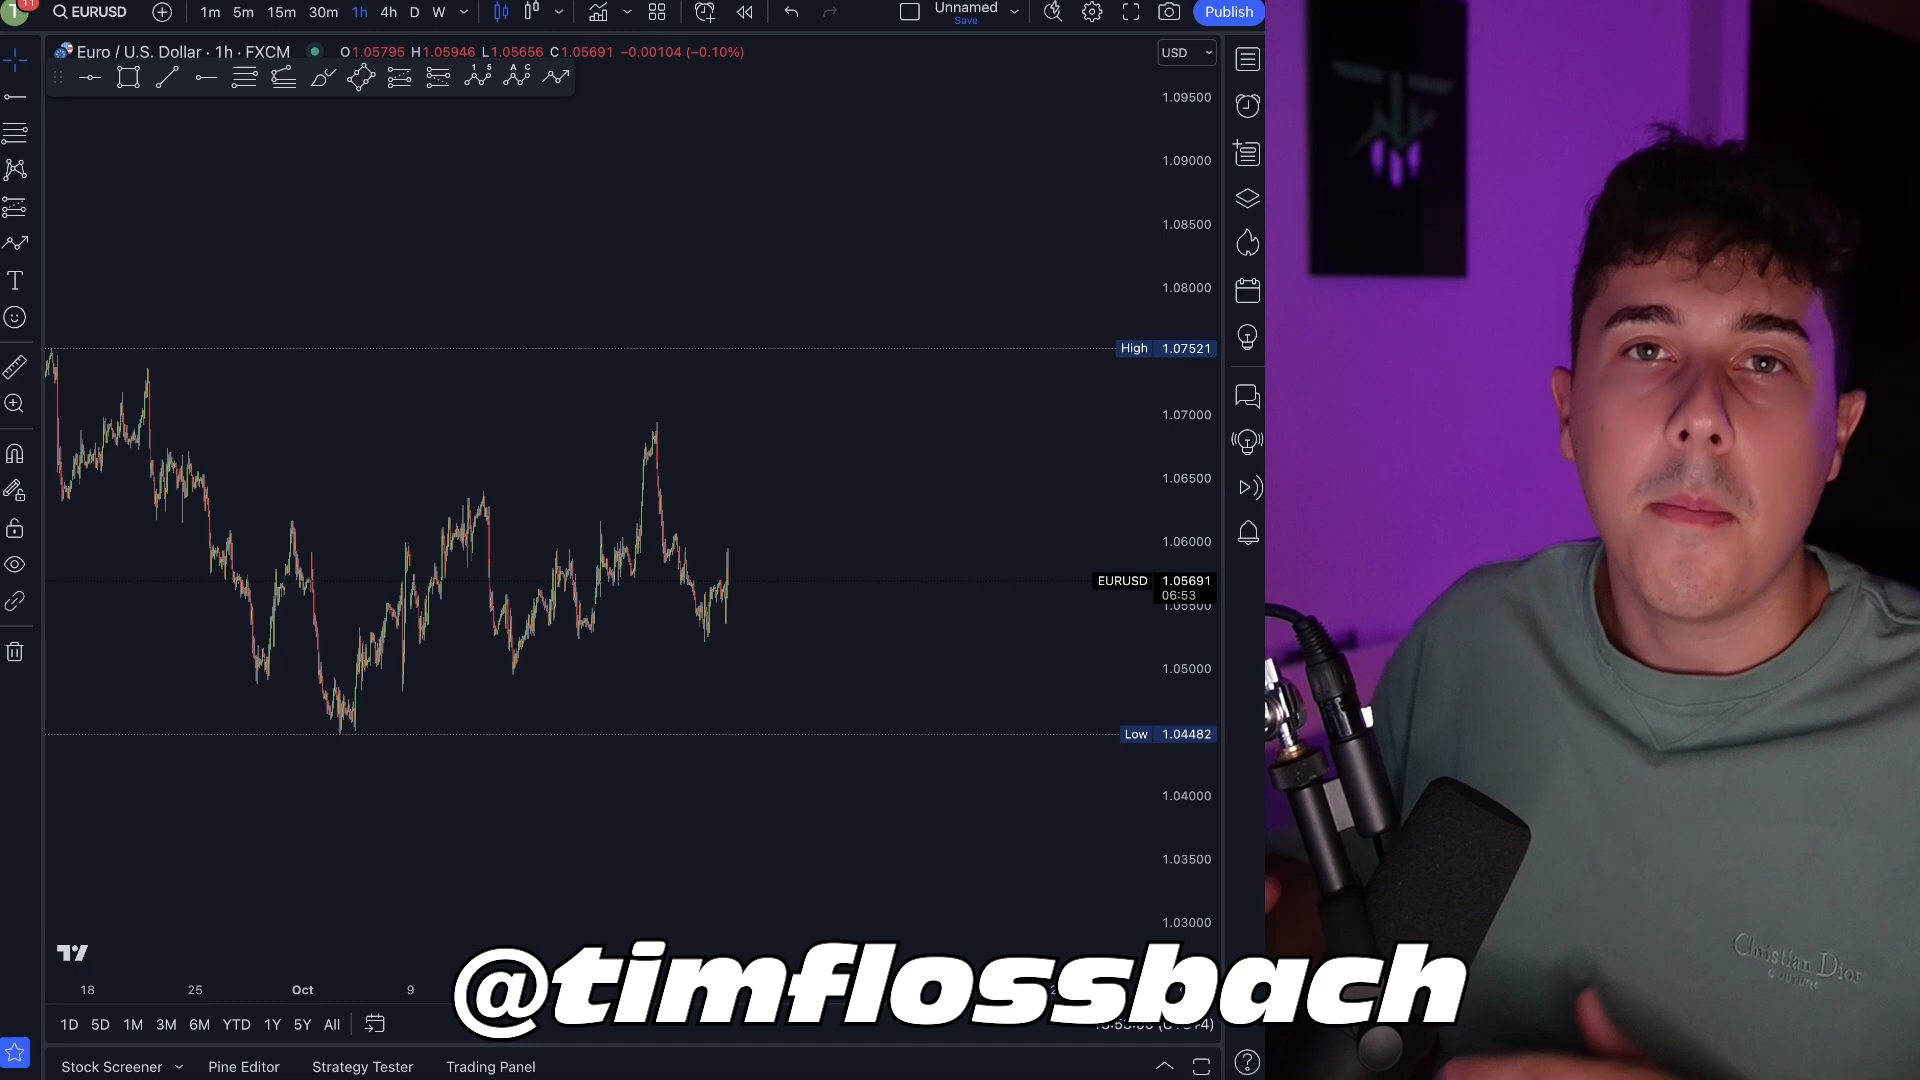 11
EURUSD
1m 5m 15m 30m 1h 4h D W
Unnamed
Save
Publish
Euro / U.S. Dollar · 1h · FXCM
O1.05795 H1.05946 L1.05656 C1.05691 −0.00104 (−0.10%)
USD
1.09500
1.09000
1.08500
1.08000
High 1.07521
1.07000
1.06500
1.06000
EURUSD 1.05691
06:53
1.05500
1.05000
Low 1.04482
1.04000
1.03500
1.03000
Christian Dior
COUTURE
@timflossbach
18 25 Oct 9
1D 5D 1M 3M 6M YTD 1Y 5Y All
Stock Screener Pine Editor Strategy Tester Trading Panel